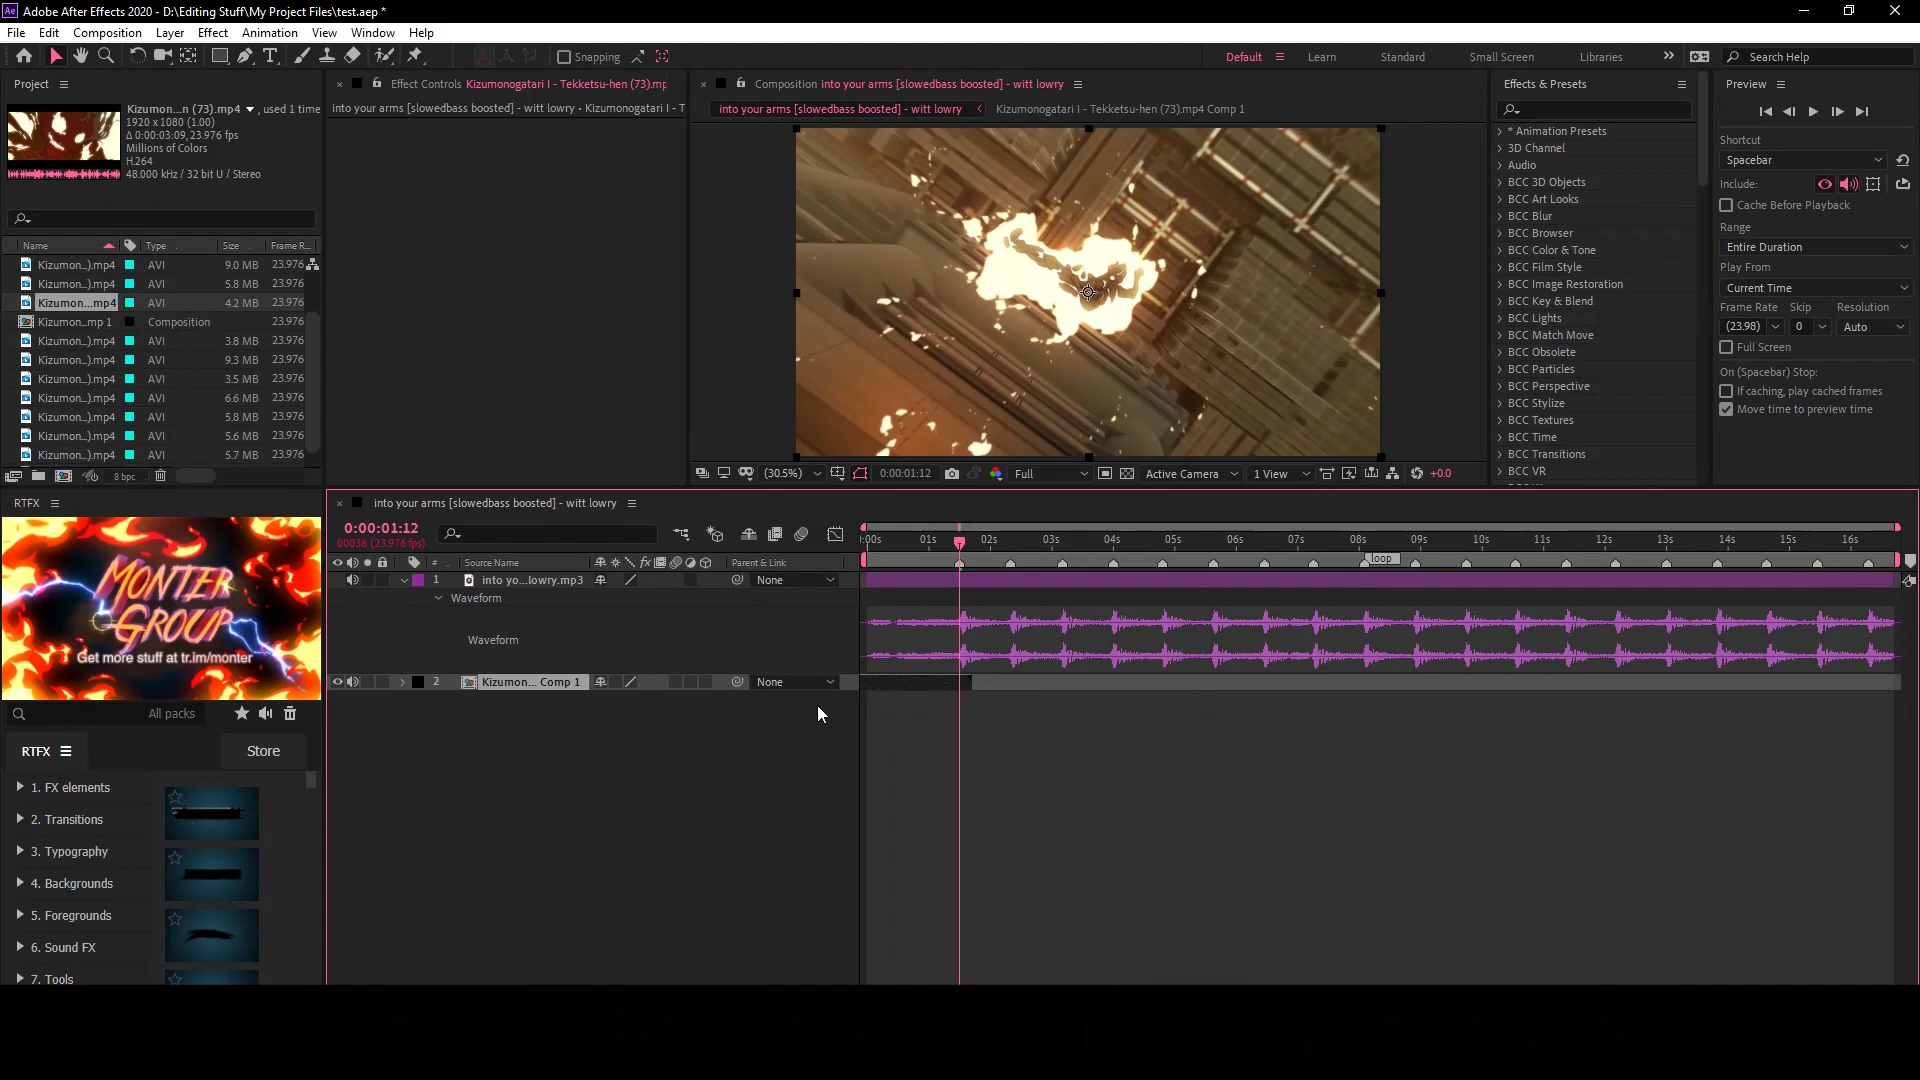 Adobe After Effects 2020 - D:\Editing Stuff\My Project Files\test.aep *
File Edit Composition Layer Effect Animation View Window Help
Snapping
Default Learn Standard Small Screen Libraries
Search Help
Project
Kizumon...n (73).mp4 , used 1 time
1920 x 1080 (1.00)
Δ 0:00:03:09, 23.976 fps
Millions of Colors
H.264
48.000 kHz / 32 bit U / Stereo
Name Type Size Frame R...
Kizumon...).mp4 AVI 9.0 MB 23.976
Kizumon...).mp4 AVI 5.8 MB 23.976
Kizumon....mp4 AVI 4.2 MB 23.976
Kizumon...mp 1 Composition 23.976
Kizumon...).mp4 AVI 3.8 MB 23.976
Kizumon...).mp4 AVI 9.3 MB 23.976
Kizumon...).mp4 AVI 3.5 MB 23.976
Kizumon...).mp4 AVI 6.6 MB 23.976
Kizumon...).mp4 AVI 5.8 MB 23.976
Kizumon...).mp4 AVI 5.6 MB 23.976
Kizumon...).mp4 AVI 5.7 MB 23.976
8 bpc
Effect Controls Kizumonogatari I - Tekketsu-hen (73).mp
into your arms [slowedbass boosted] - witt lowry • Kizumonogatari I - T
Composition into your arms [slowedbass boosted] - witt lowry
into your arms [slowedbass boosted] - witt lowry
Kizumonogatari I - Tekketsu-hen (73).mp4 Comp 1
(30.5%) 0:00:01:12 Full Active Camera 1 View +0.0
Effects & Presets
* Animation Presets
3D Channel
Audio
BCC 3D Objects
BCC Art Looks
BCC Blur
BCC Browser
BCC Color & Tone
BCC Film Style
BCC Image Restoration
BCC Key & Blend
BCC Lights
BCC Match Move
BCC Obsolete
BCC Particles
BCC Perspective
BCC Stylize
BCC Textures
BCC Time
BCC Transitions
BCC VR
Preview
Shortcut
Spacebar
Include:
Cache Before Playback
Range
Entire Duration
Play From
Current Time
Frame Rate Skip Resolution
(23.98) 0 Auto
Full Screen
On (Spacebar) Stop:
If caching, play cached frames
Move time to preview time
RTFX
MONTER
GROUP
Get more stuff at tr.im/monter
All packs
RTFX Store
1. FX elements
2. Transitions
3. Typography
4. Backgrounds
5. Foregrounds
6. Sound FX
7. Tools
into your arms [slowedbass boosted] - witt lowry
0:00:01:12
00036 (23.976 fps)
# Source Name fx Parent & Link
1 into yo...lowry.mp3 None
Waveform
Waveform
2 Kizumon... Comp 1 None
:00s 01s 02s 03s 04s 05s 06s 07s 08s 09s 10s 11s 12s 13s 14s 15s 16s
loop